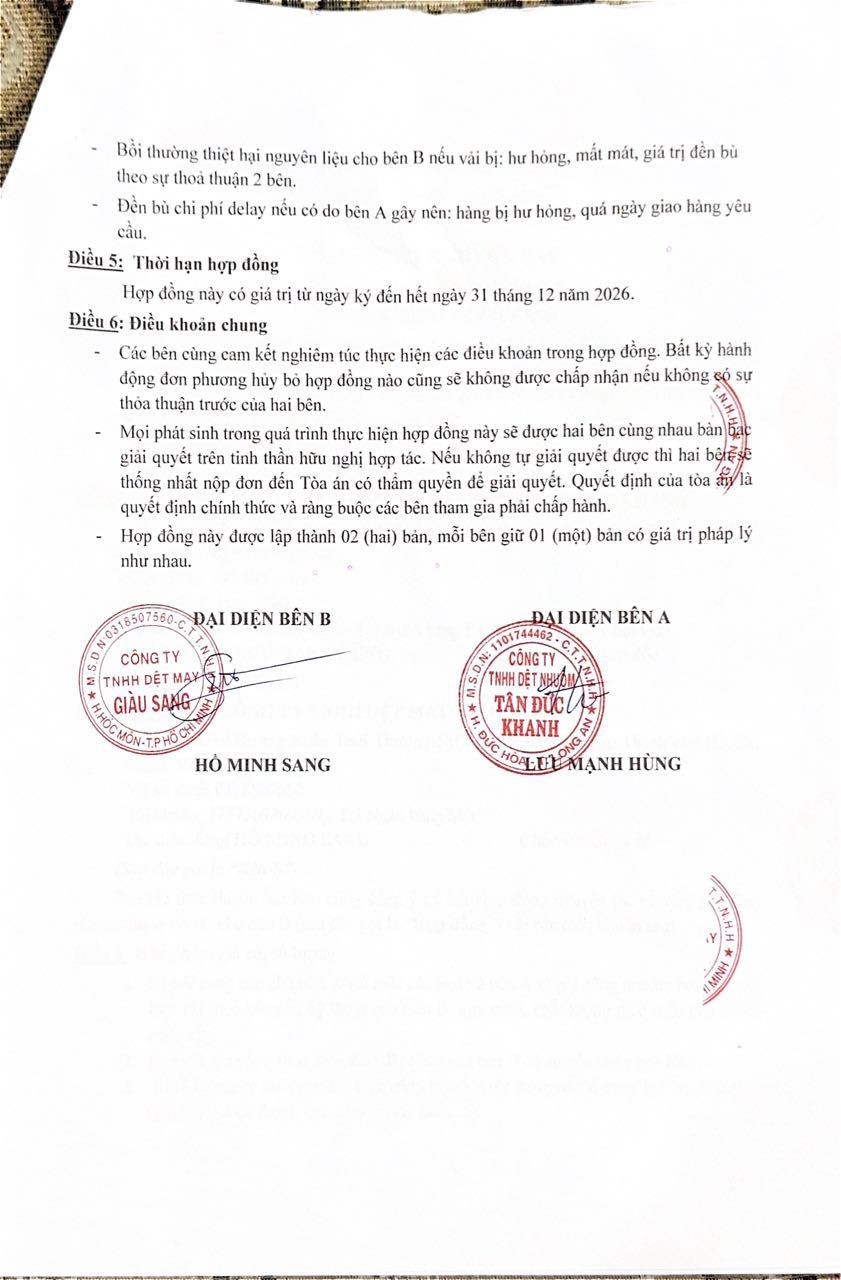 - Bồi thường thiệt hại nguyên liệu cho bên B nếu vải bị: hư hỏng, mất mát, giá trị đền bù
theo sự thoả thuận 2 bên.
- Đền bù chi phí delay nếu có do bên A gây nên: hàng bị hư hỏng, quá ngày giao hàng yêu
cầu.
Điều 5: Thời hạn hợp đồng
Hợp đồng này có giá trị từ ngày ký đến hết ngày 31 tháng 12 năm 2026.
Điều 6: Điều khoản chung
- Các bên cùng cam kết nghiêm túc thực hiện các điều khoản trong hợp đồng. Bất kỳ hành
động đơn phương hủy bỏ hợp đồng nào cũng sẽ không được chấp nhận nếu không có sự
thỏa thuận trước của hai bên.
- Mọi phát sinh trong quá trình thực hiện hợp đồng này sẽ được hai bên cùng nhau bàn bạc
giải quyết trên tinh thần hữu nghị hợp tác. Nếu không tự giải quyết được thì hai bên sẽ
thống nhất nộp đơn đến Tòa án có thẩm quyền để giải quyết. Quyết định của tòa án là
quyết định chính thức và ràng buộc các bên tham gia phải chấp hành.
- Hợp đồng này được lập thành 02 (hai) bản, mỗi bên giữ 01 (một) bản có giá trị pháp lý
như nhau.
ĐẠI DIỆN BÊN B
ĐẠI DIỆN BÊN A
M.S.D.N:0318507560-C.T.T.N.H.H
CÔNG TY
TNHH DỆT MAY
GIÀU SANG
H.HÓC MÔN-T.P HỒ CHÍ MINH
M.S.D.N: 1101744462 - C.T.T.N.H.H
CÔNG TY
TNHH DỆT NHUỘM
TÂN ĐỨC
KHANH
H. ĐỨC HÒA - T. LONG AN
HỒ MINH SANG
LƯU MẠNH HÙNG
T.N.H.H
NG AN
T.T.N.H.H
Y
MINH